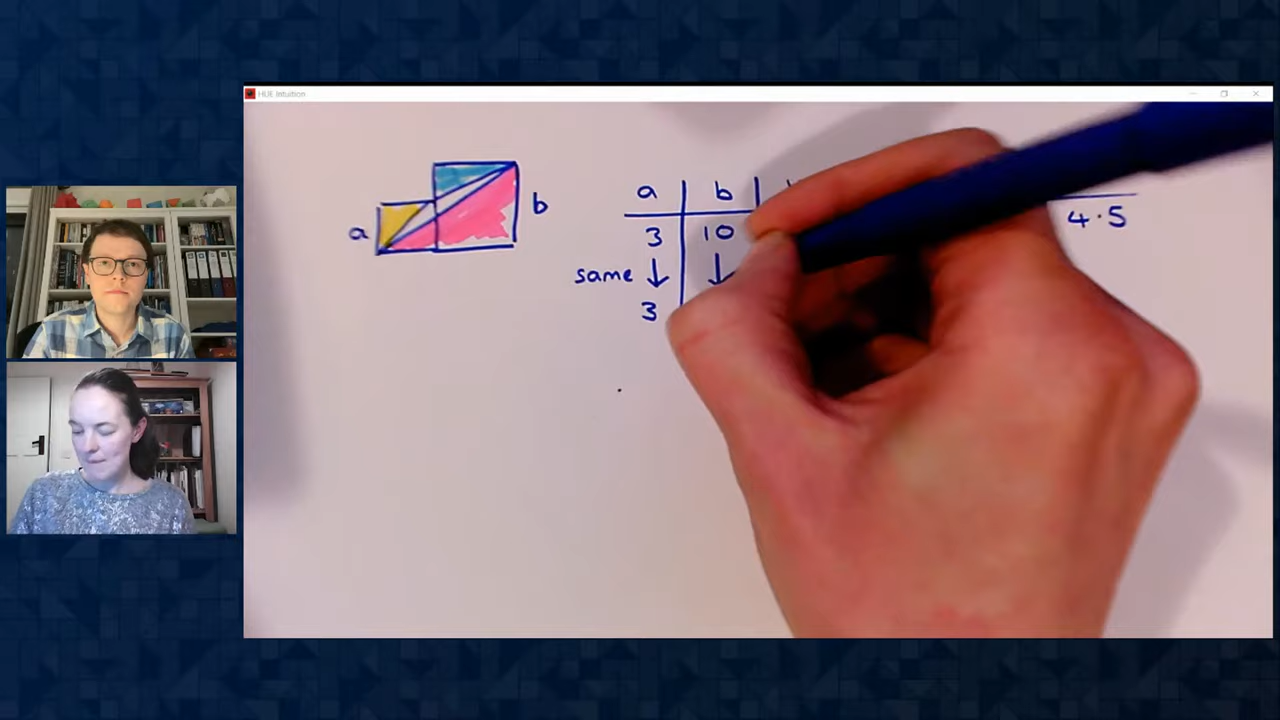 HUE Intuition
a b
a b
3 10 4.5
same ↓ ↓
3